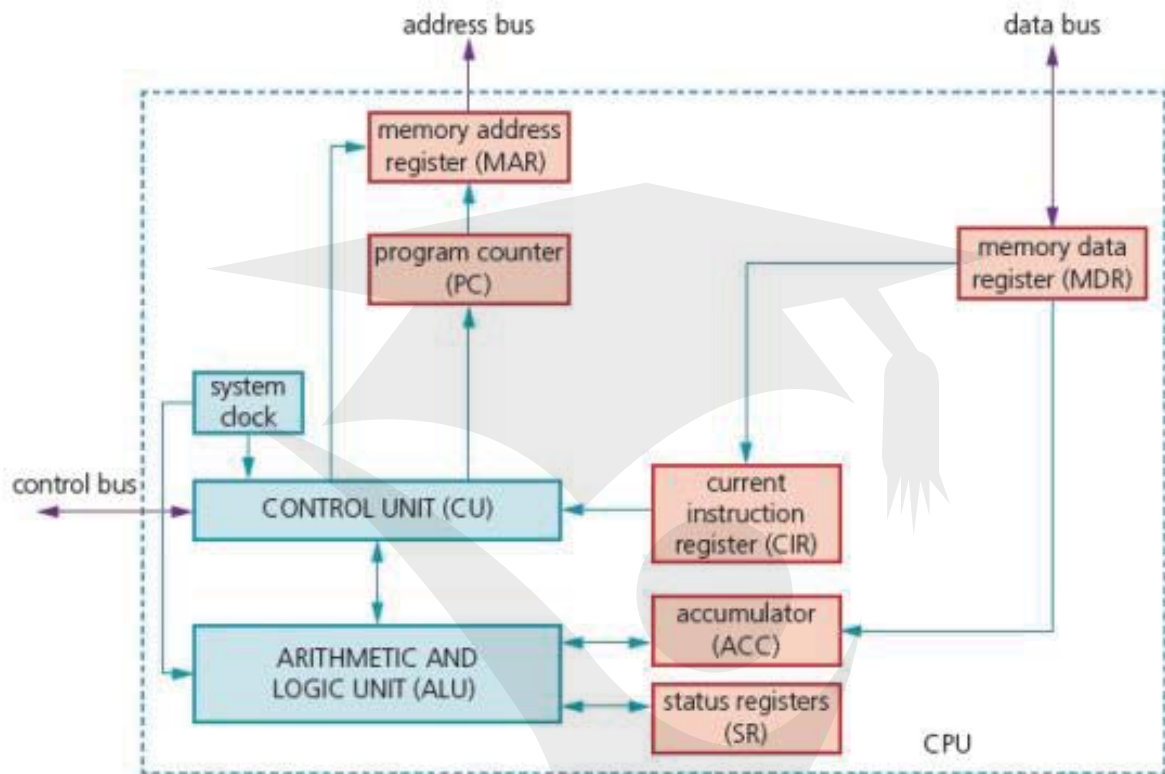 address bus
data bus
memory address
register (MAR)
program counter
(PC)
memory data
register (MDR)
system
clock
control bus
CONTROL UNIT (CU)
current
instruction
register (CIR)
accumulator
(ACC)
ARITHMETIC AND
LOGIC UNIT (ALU)
status registers
(SR)
CPU